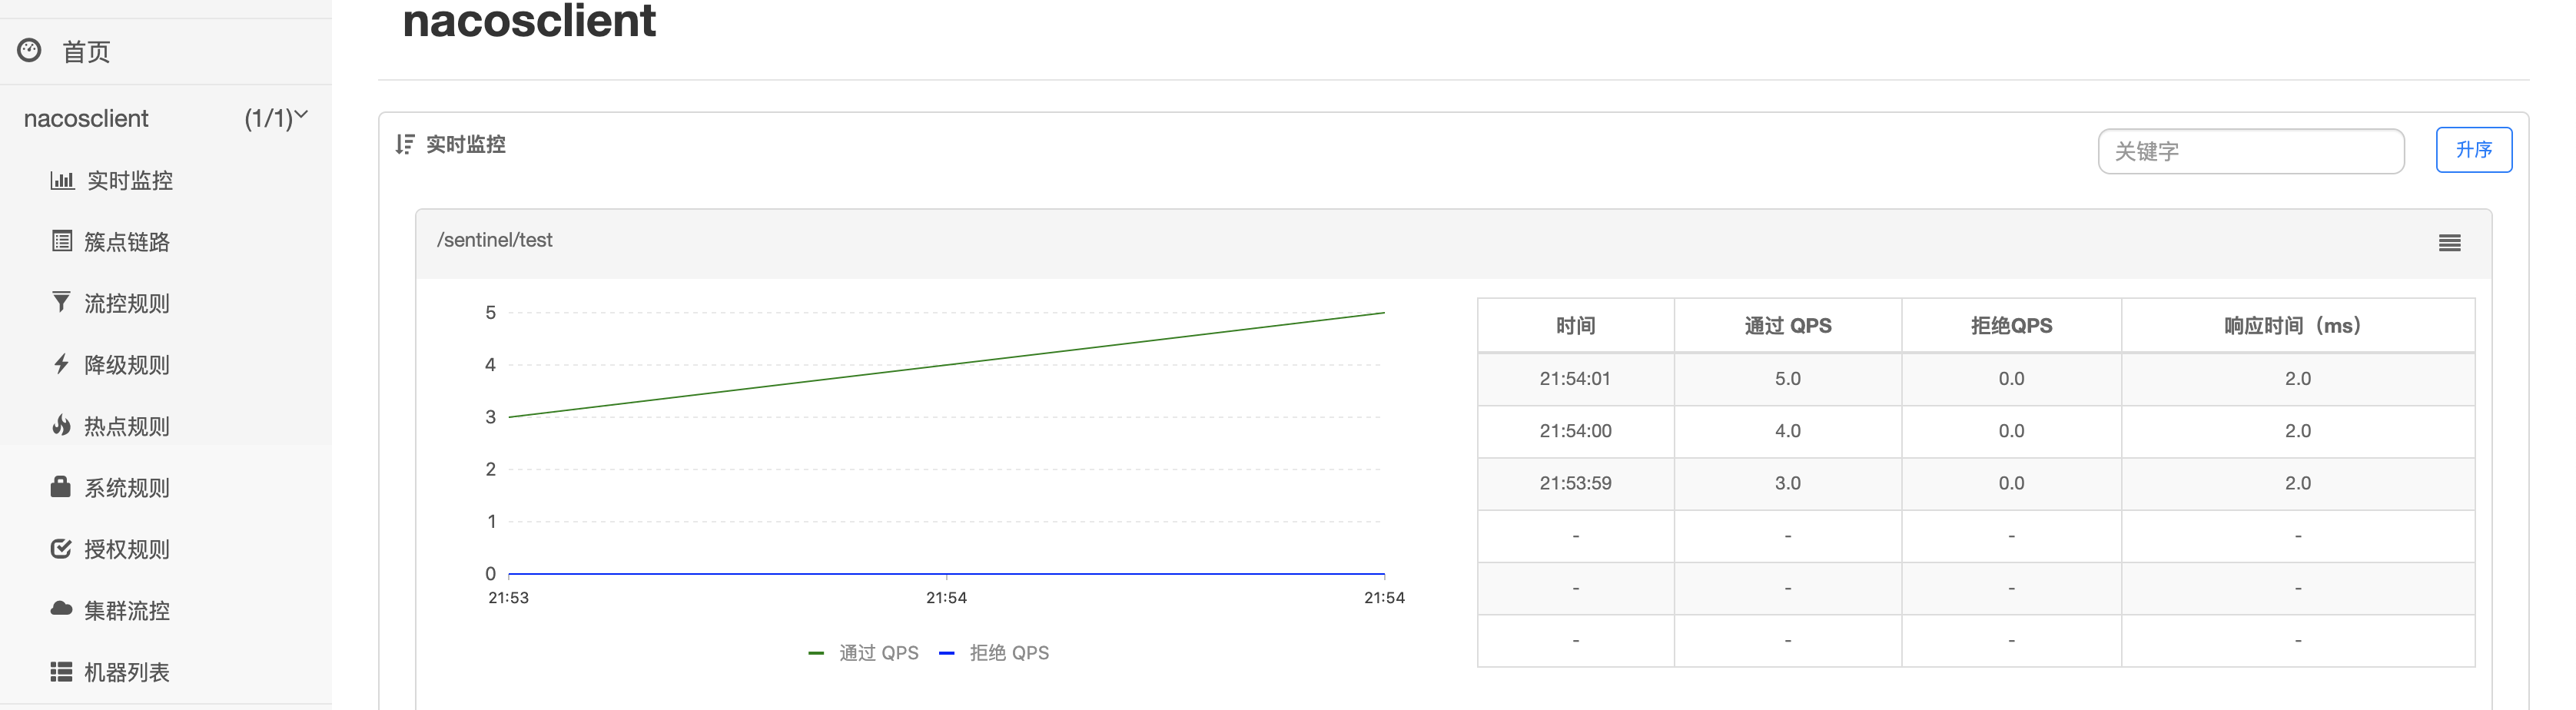 nacosclient
首页
nacosclient (1/1)
实时监控
簇点链路
流控规则
降级规则
热点规则
系统规则
授权规则
集群流控
机器列表
实时监控
关键字
升序
/sentinel/test
5
4
3
2
1
0
21:53 21:54 21:54
通过 QPS 拒绝 QPS
时间 通过 QPS 拒绝QPS 响应时间（ms）
21:54:01 5.0 0.0 2.0
21:54:00 4.0 0.0 2.0
21:53:59 3.0 0.0 2.0
- - - -
- - - -
- - - -